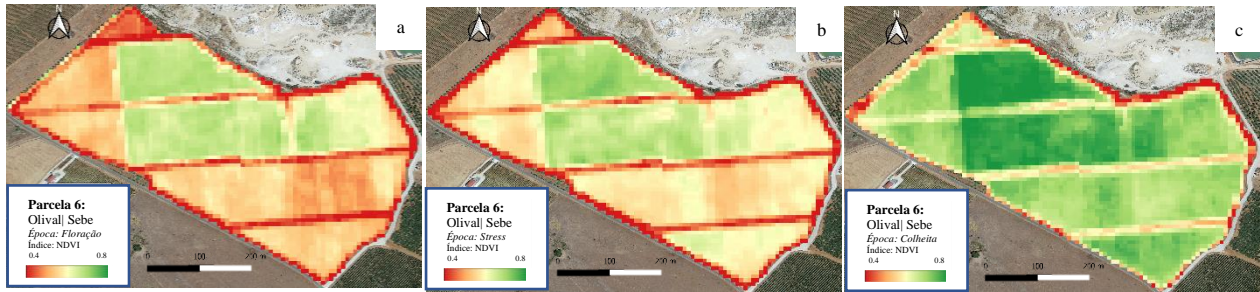 a
Parcela 6:
Olival| Sebe
Época: Floração
Índice: NDVI
0.4 0.8
0 100 200 m
b
Parcela 6:
Olival| Sebe
Época: Stress
Índice: NDVI
0.4 0.8
0 100 200 m
c
Parcela 6:
Olival| Sebe
Época: Colheita
Índice: NDVI
0.4 0.8
0 100 200 m